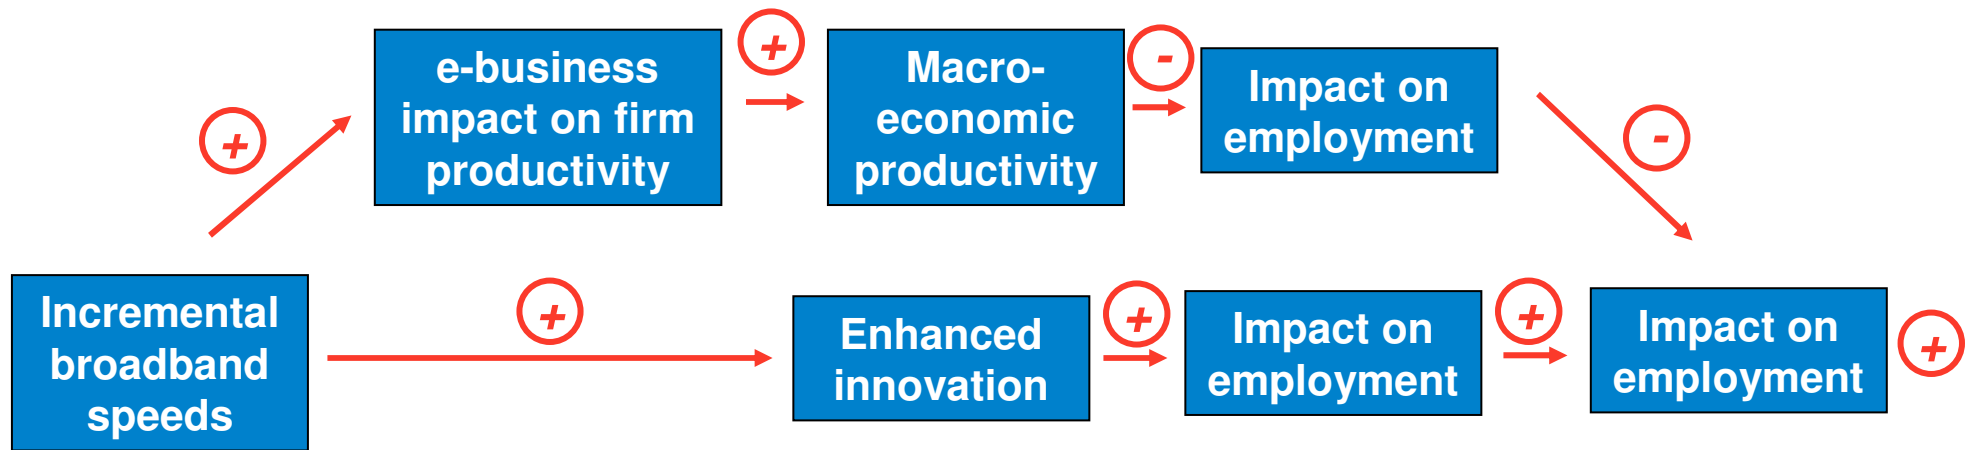 +
e-business
impact on firm
productivity
+
Macro-
economic
productivity
-
Impact on
employment
-
Incremental
broadband
speeds
+
Enhanced
innovation
+
Impact on
employment
+
Impact on
employment
+